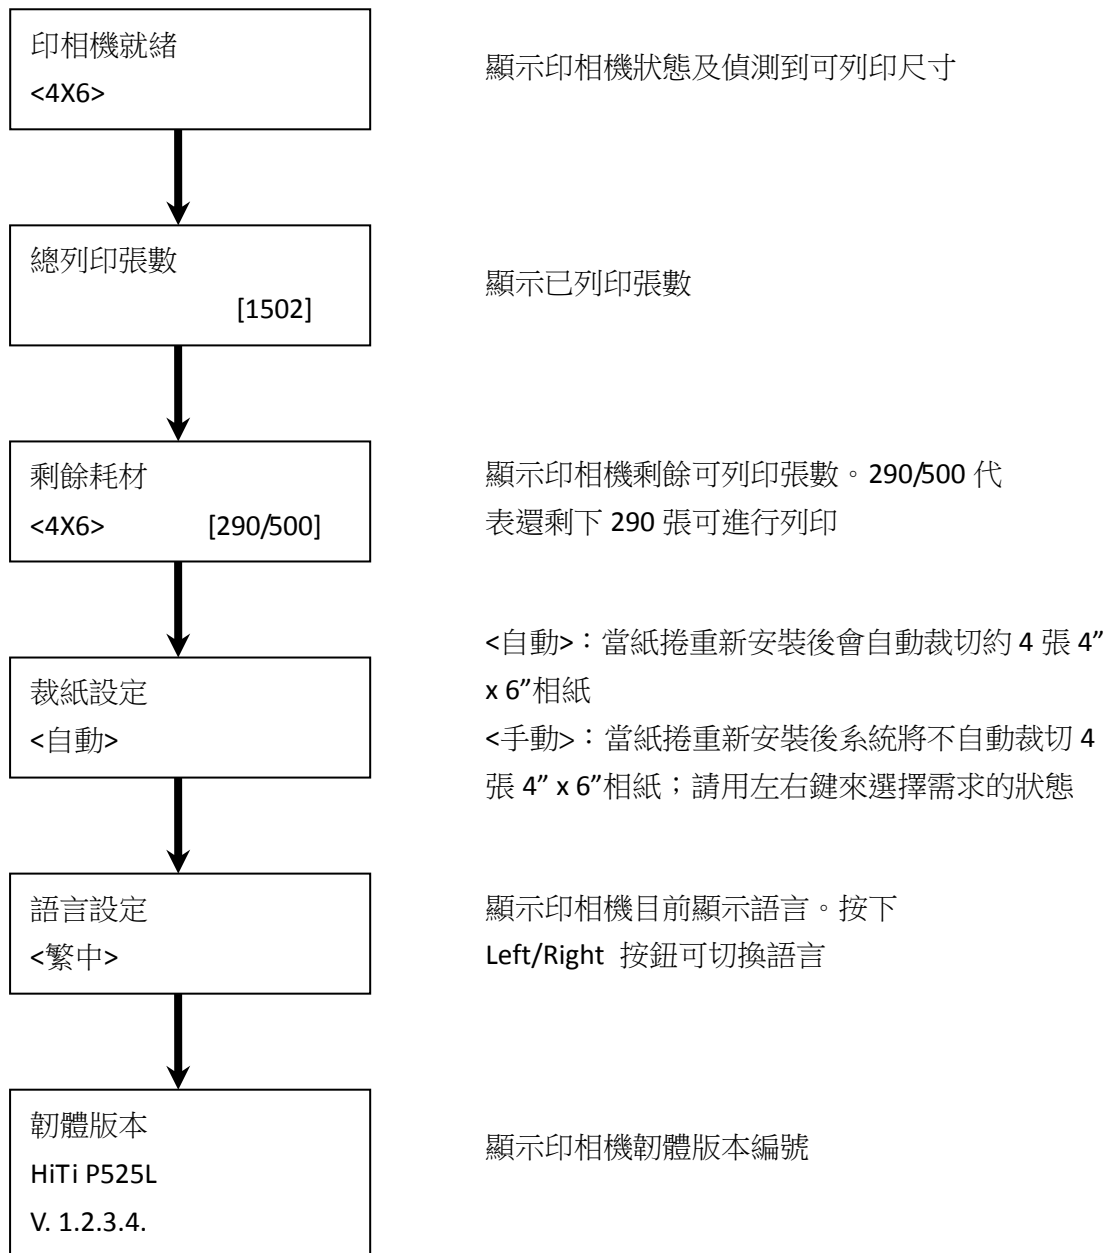 印相機就緒
<4X6>
顯示印相機狀態及偵測到可列印尺寸
總列印張數
[1502]
顯示已列印張數
剩餘耗材
<4X6> [290/500]
顯示印相機剩餘可列印張數。290/500 代
表還剩下 290 張可進行列印
裁紙設定
<自動>
<自動>：當紙捲重新安裝後會自動裁切約 4 張 4”
x 6”相紙
<手動>：當紙捲重新安裝後系統將不自動裁切 4
張 4” x 6”相紙；請用左右鍵來選擇需求的狀態
語言設定
<繁中>
顯示印相機目前顯示語言。按下
Left/Right 按鈕可切換語言
韌體版本
HiTi P525L
V. 1.2.3.4.
顯示印相機韌體版本編號